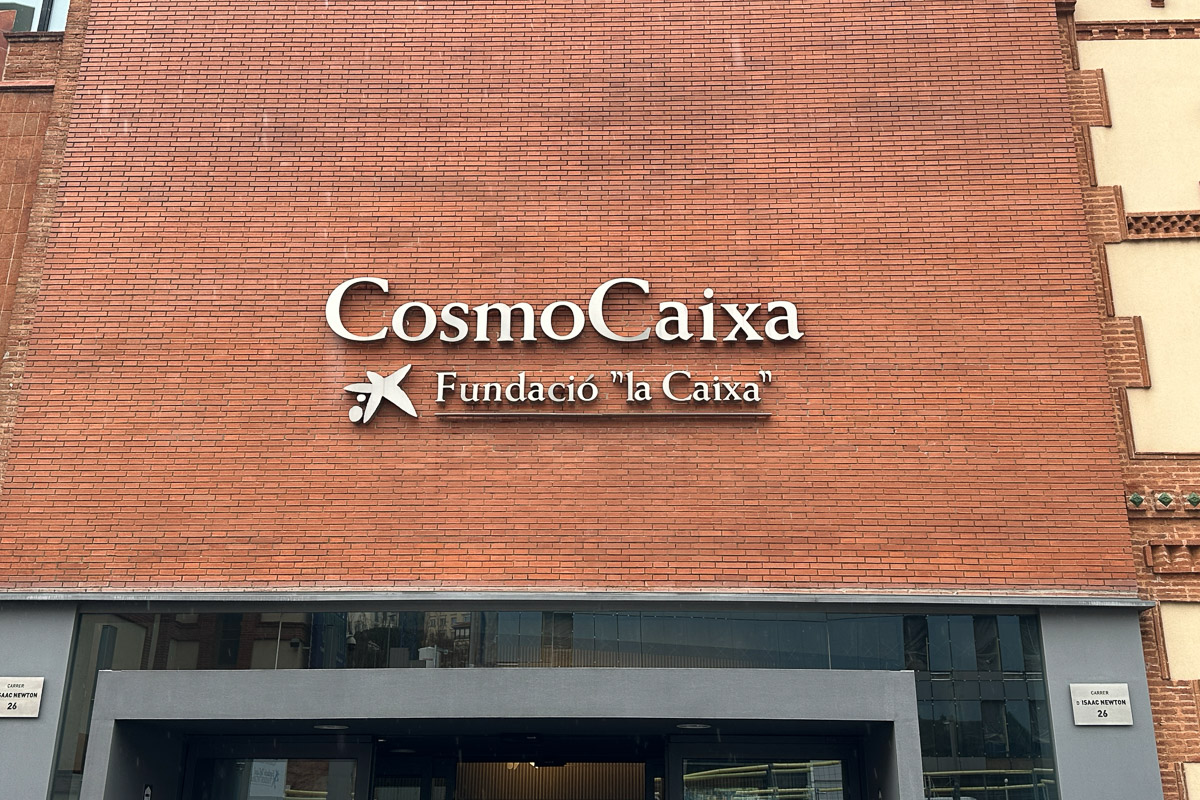 CosmoCaixa
Fundació "la Caixa"
CARRER
ISAAC NEWTON
26
CARRER
D ISAAC NEWTON
26